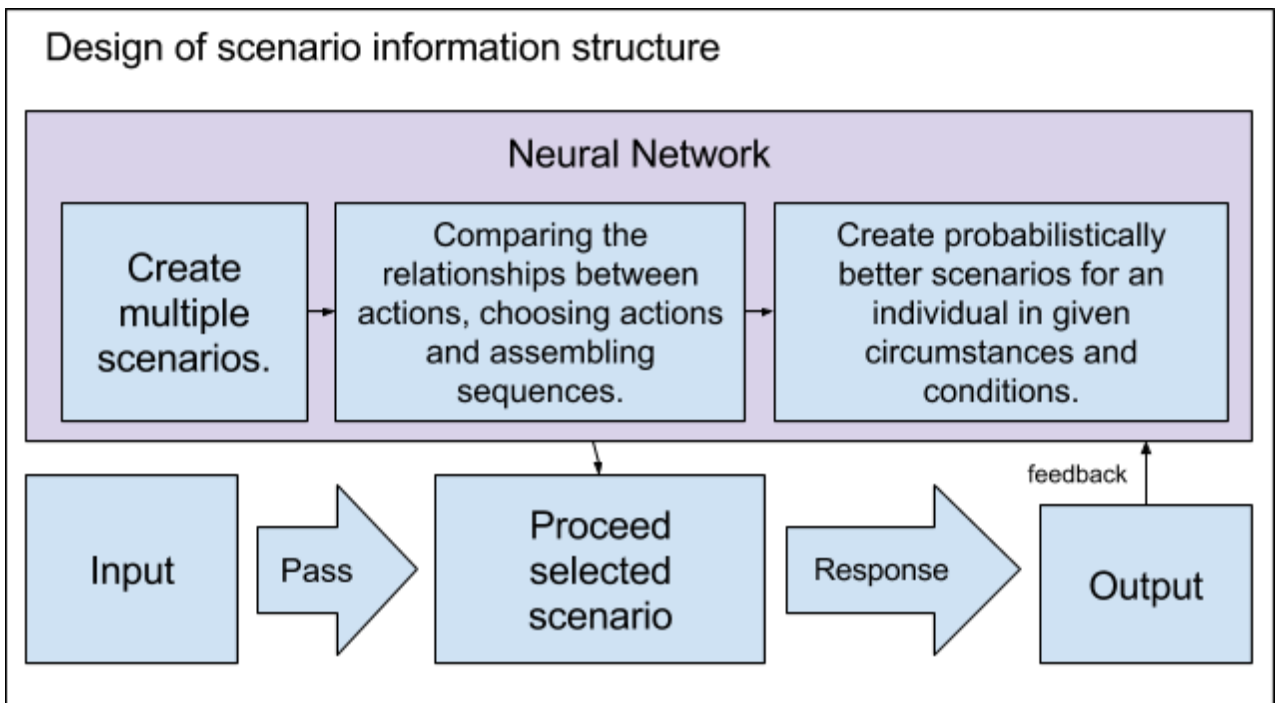 Design of scenario information structure
Neural Network
Create
multiple
scenarios.
Comparing the
relationships between
actions, choosing actions
and assembling
sequences.
Create probabilistically
better scenarios for an
individual in given
circumstances and
conditions.
Input
Pass
Proceed
selected
scenario
Response
feedback
Output